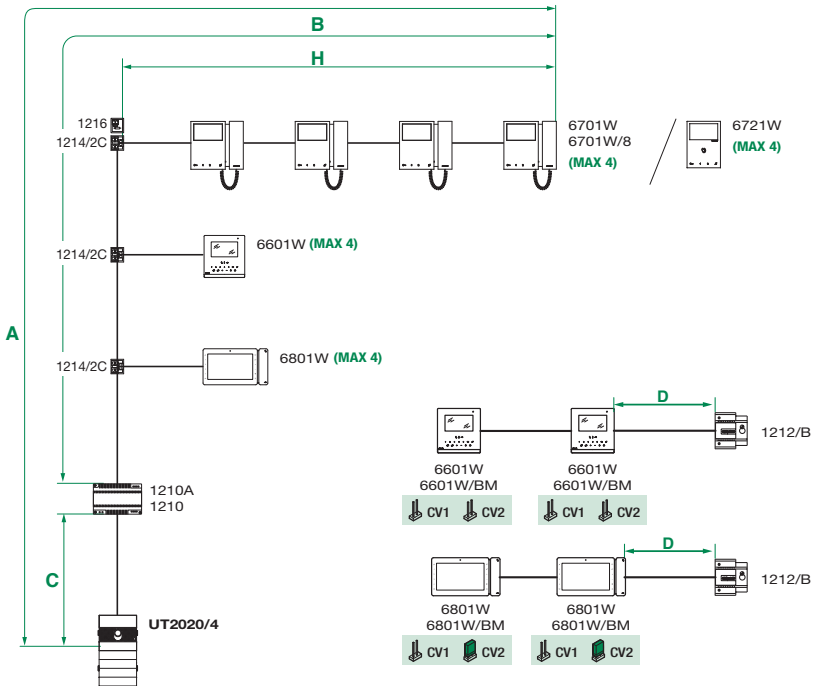 B
H
1216
1214/2C
6701W
6701W/8
(MAX 4)
6721W
(MAX 4)
1214/2C
6601W (MAX 4)
A
1214/2C
6801W (MAX 4)
D
1212/B
6601W
6601W/BM
CV1 CV2
6601W
6601W/BM
CV1 CV2
1210A
1210
C
D
1212/B
UT2020/4
6801W
6801W/BM
CV1 CV2
6801W
6801W/BM
CV1 CV2